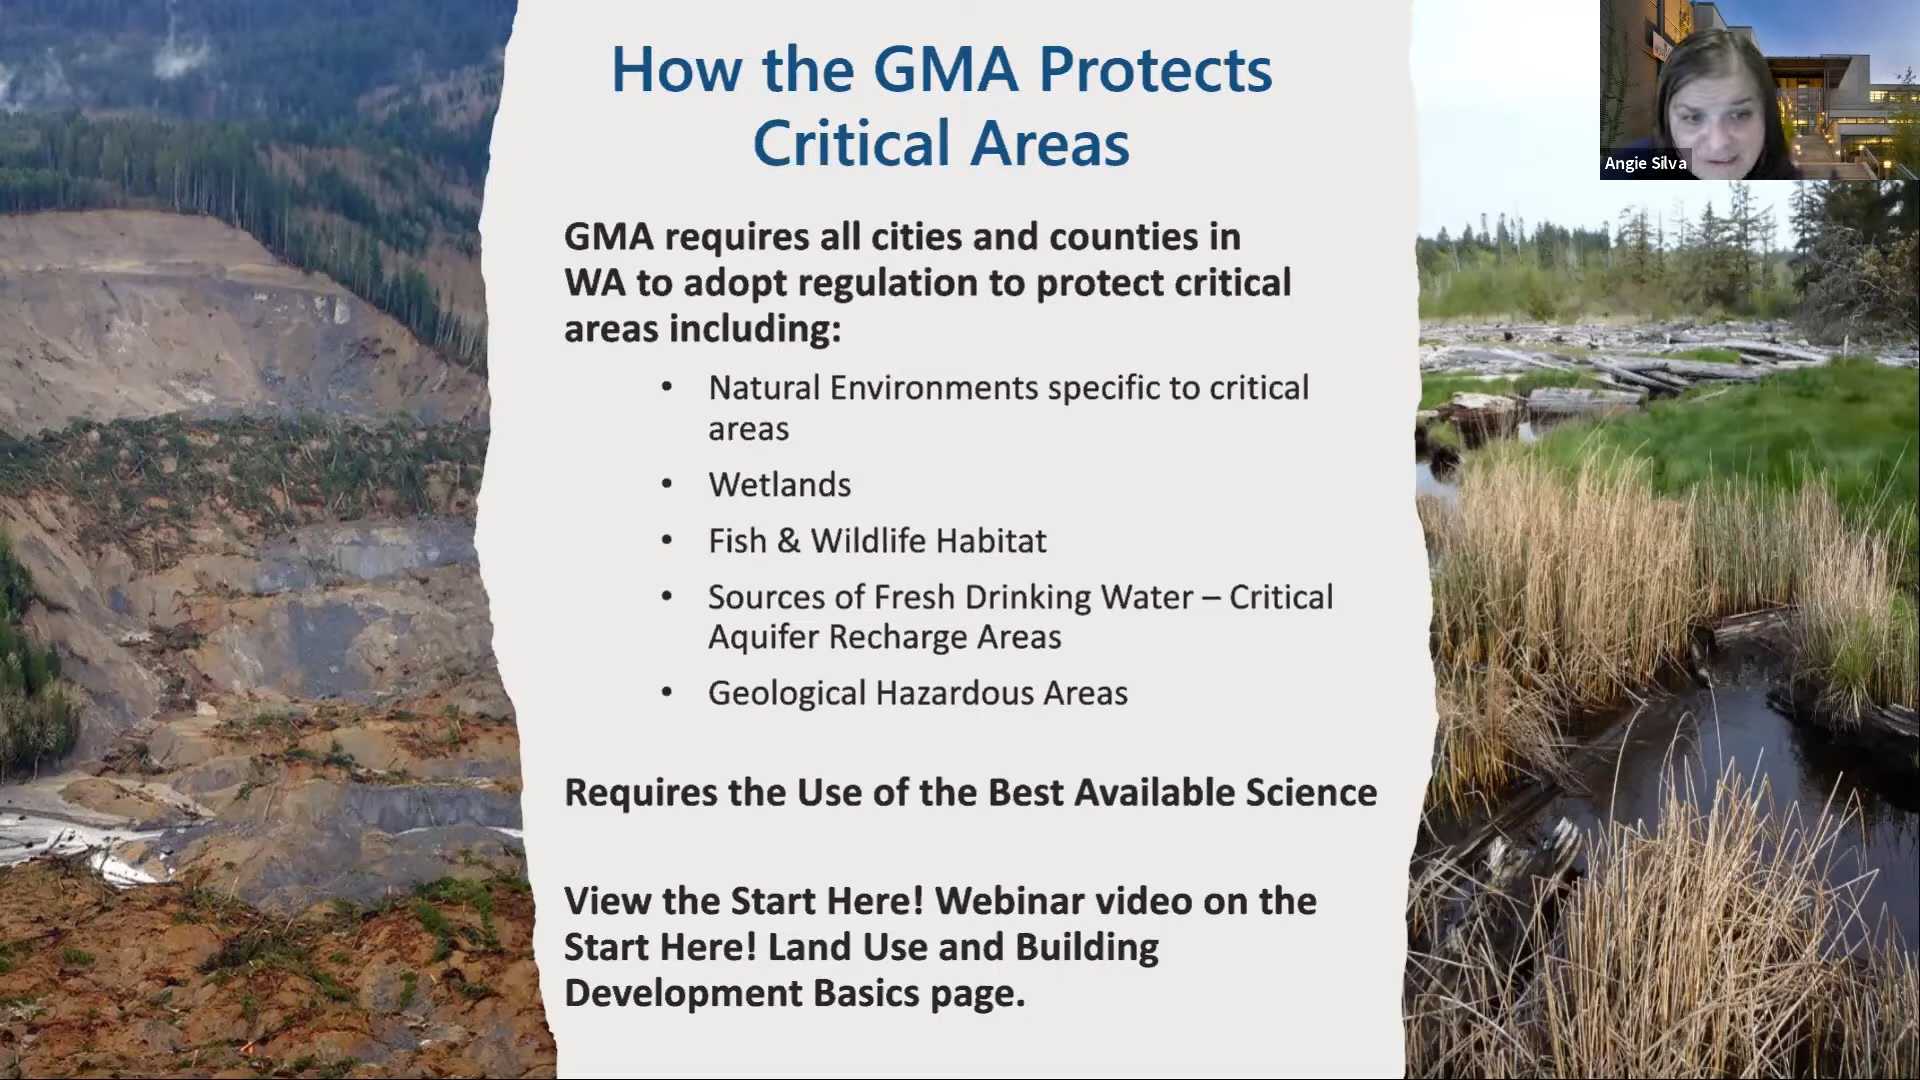 How the GMA Protects
Critical Areas
Angie Silva
GMA requires all cities and counties in
WA to adopt regulation to protect critical
areas including:
• Natural Environments specific to critical
areas
• Wetlands
• Fish & Wildlife Habitat
• Sources of Fresh Drinking Water – Critical
Aquifer Recharge Areas
• Geological Hazardous Areas
Requires the Use of the Best Available Science
View the Start Here! Webinar video on the
Start Here! Land Use and Building
Development Basics page.